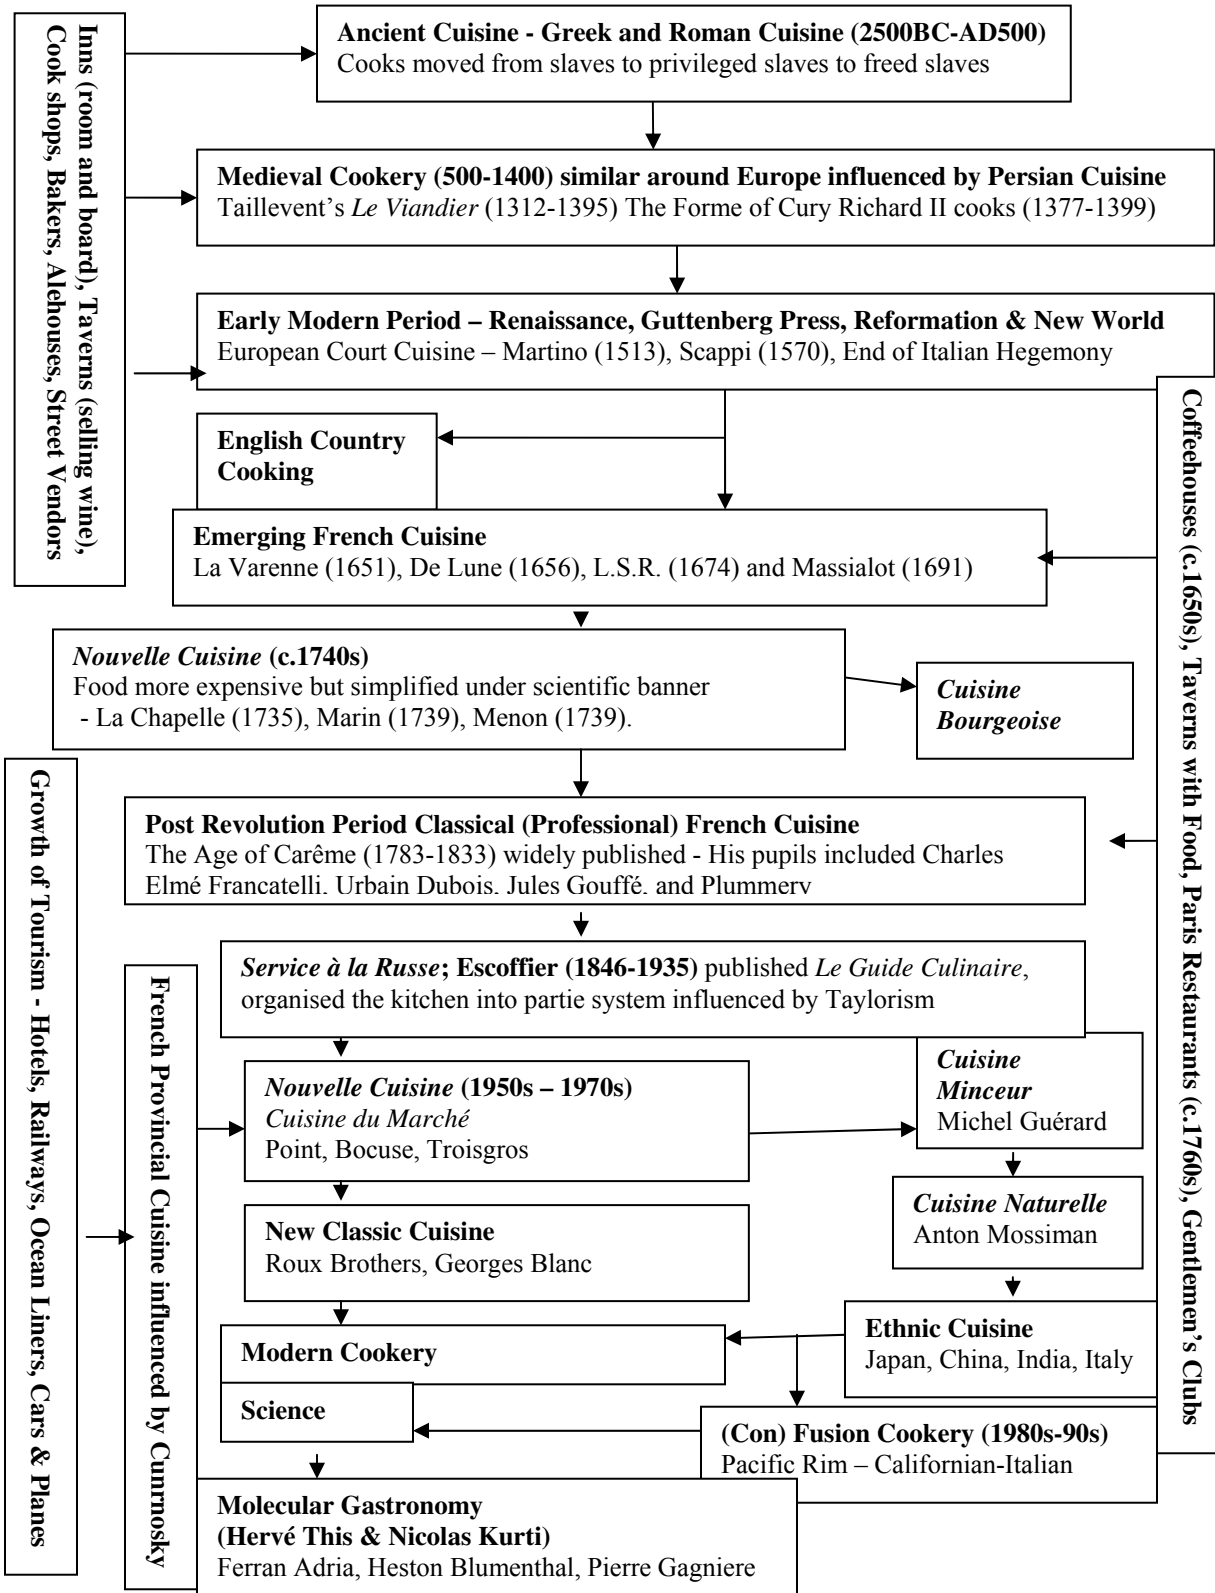 Inns (room and board), Taverns (selling wine),
Cook shops, Bakers, Alehouses, Street Vendors
Ancient Cuisine - Greek and Roman Cuisine (2500BC-AD500)
Cooks moved from slaves to privileged slaves to freed slaves
Medieval Cookery (500-1400) similar around Europe influenced by Persian Cuisine
Taillevent’s Le Viandier (1312-1395) The Forme of Cury Richard II cooks (1377-1399)
Early Modern Period – Renaissance, Guttenberg Press, Reformation & New World
European Court Cuisine – Martino (1513), Scappi (1570), End of Italian Hegemony
English Country
Cooking
Emerging French Cuisine
La Varenne (1651), De Lune (1656), L.S.R. (1674) and Massialot (1691)
Coffeehouses (c.1650s), Taverns with Food, Paris Restaurants (c.1760s), Gentlemen’s Clubs
Nouvelle Cuisine (c.1740s)
Food more expensive but simplified under scientific banner
- La Chapelle (1735), Marin (1739), Menon (1739).
Cuisine
Bourgeoise
Growth of Tourism - Hotels, Railways, Ocean Liners, Cars & Planes
Post Revolution Period Classical (Professional) French Cuisine
The Age of Carême (1783-1833) widely published - His pupils included Charles
Elmé Francatelli, Urbain Dubois, Jules Gouffé, and Plummery
Service à la Russe; Escoffier (1846-1935) published Le Guide Culinaire,
organised the kitchen into partie system influenced by Taylorism
French Provincial Cuisine influenced by Cunrnosky
Nouvelle Cuisine (1950s – 1970s)
Cuisine du Marché
Point, Bocuse, Troisgros
Cuisine
Minceur
Michel Guérard
New Classic Cuisine
Roux Brothers, Georges Blanc
Cuisine Naturelle
Anton Mossiman
Modern Cookery
Ethnic Cuisine
Japan, China, India, Italy
Science
(Con) Fusion Cookery (1980s-90s)
Pacific Rim – Californian-Italian
Molecular Gastronomy
(Hervé This & Nicolas Kurti)
Ferran Adria, Heston Blumenthal, Pierre Gagniere